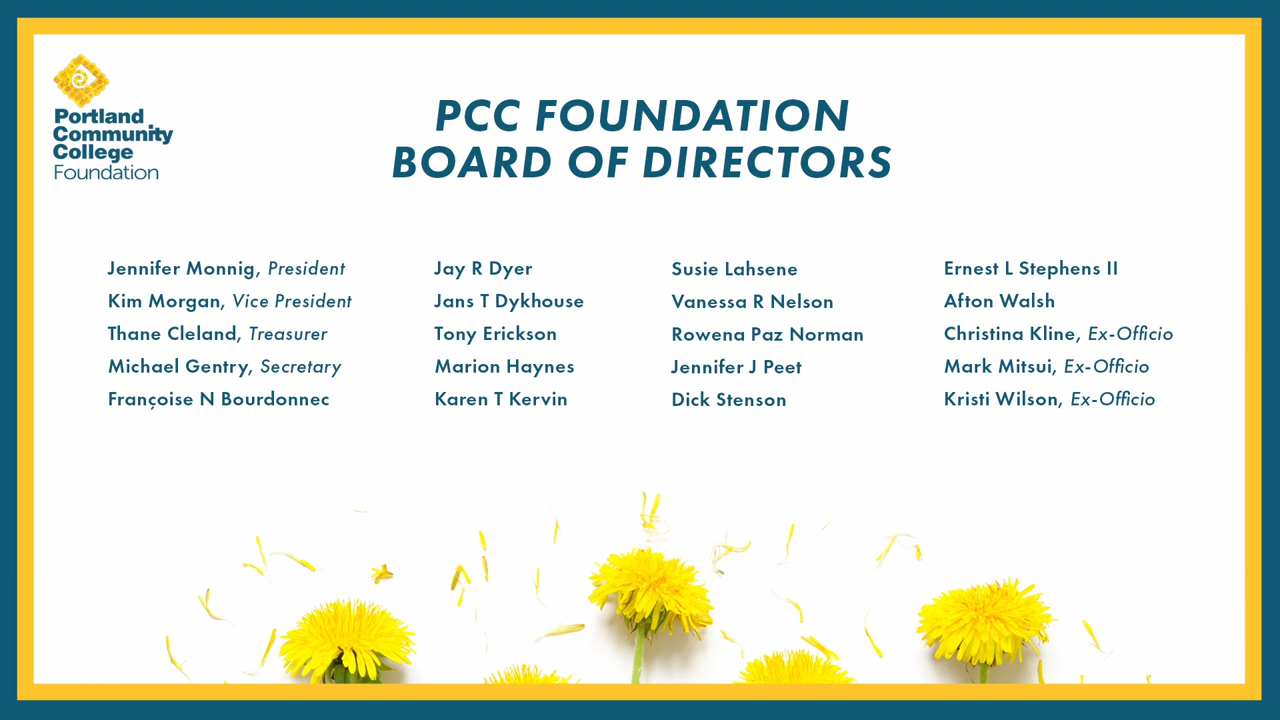 Portland
Community
College
Foundation
PCC FOUNDATION
BOARD OF DIRECTORS
Jennifer Monnig, President
Kim Morgan, Vice President
Thane Cleland, Treasurer
Michael Gentry, Secretary
Françoise N Bourdonnec
Jay R Dyer
Jans T Dykhouse
Tony Erickson
Marion Haynes
Karen T Kervin
Susie Lahsene
Vanessa R Nelson
Rowena Paz Norman
Jennifer J Peet
Dick Stenson
Ernest L Stephens II
Afton Walsh
Christina Kline, Ex-Officio
Mark Mitsui, Ex-Officio
Kristi Wilson, Ex-Officio